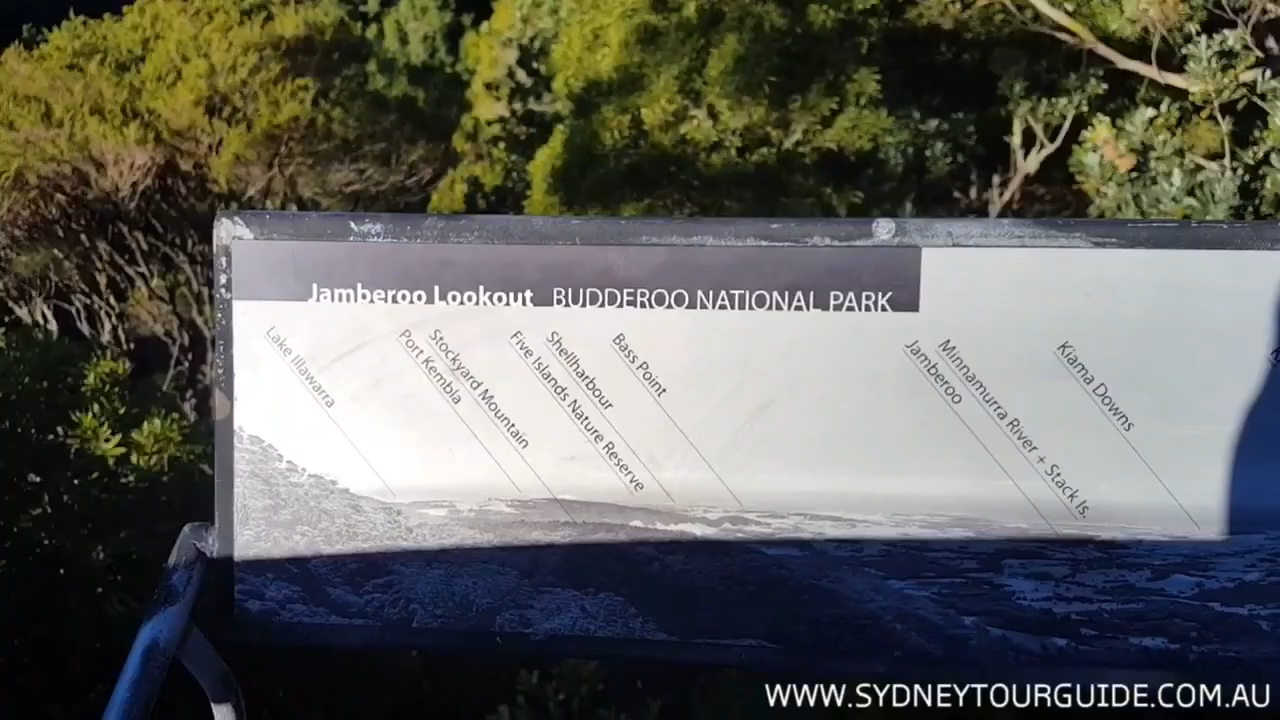 Jamberoo Lookout BUDDEROO NATIONAL PARK
Lake Illawarra
Port Kembla
Stockyard Mountain
Five Islands Nature Reserve
Shellharbour
Bass Point
Jamberoo
Minnamurra River + Stack Is.
Kiama Downs
WWW.SYDNEYTOURGUIDE.COM.AU